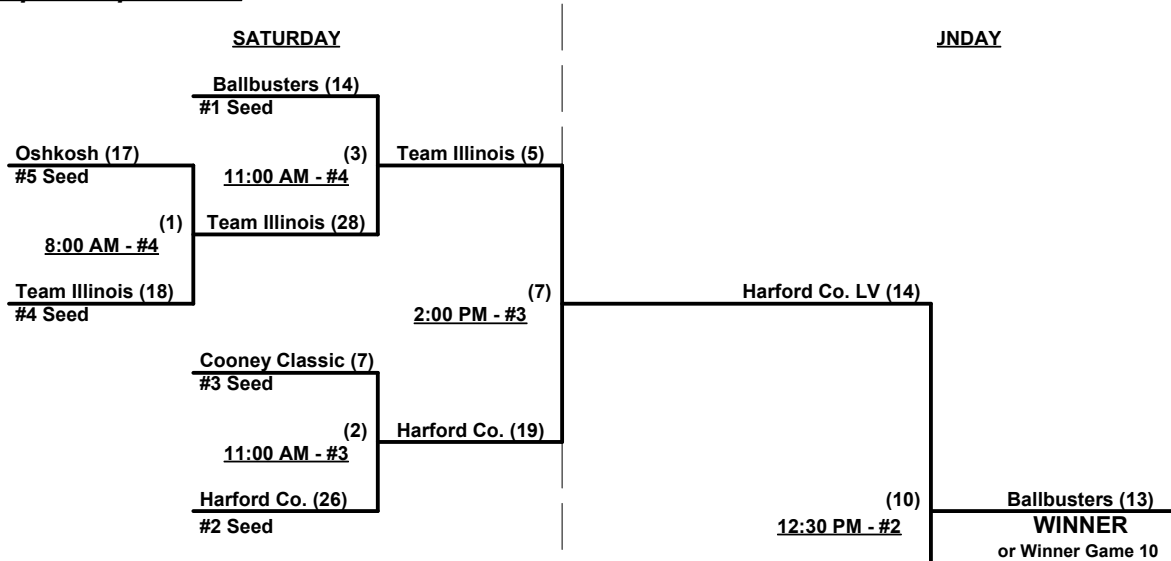 SATURDAY
JNDAY
Ballbusters (14)
#1 Seed
Oshkosh (17)
#5 Seed
(3)
11:00 AM - #4
Team Illinois (5)
(1)
8:00 AM - #4
Team Illinois (28)
Team Illinois (18)
#4 Seed
(7)
2:00 PM - #3
Harford Co. LV (14)
Cooney Classic (7)
#3 Seed
(2)
11:00 AM - #3
Harford Co. (19)
Harford Co. (26)
#2 Seed
(10)
12:30 PM - #2
Ballbusters (13)
WINNER
or Winner Game 10